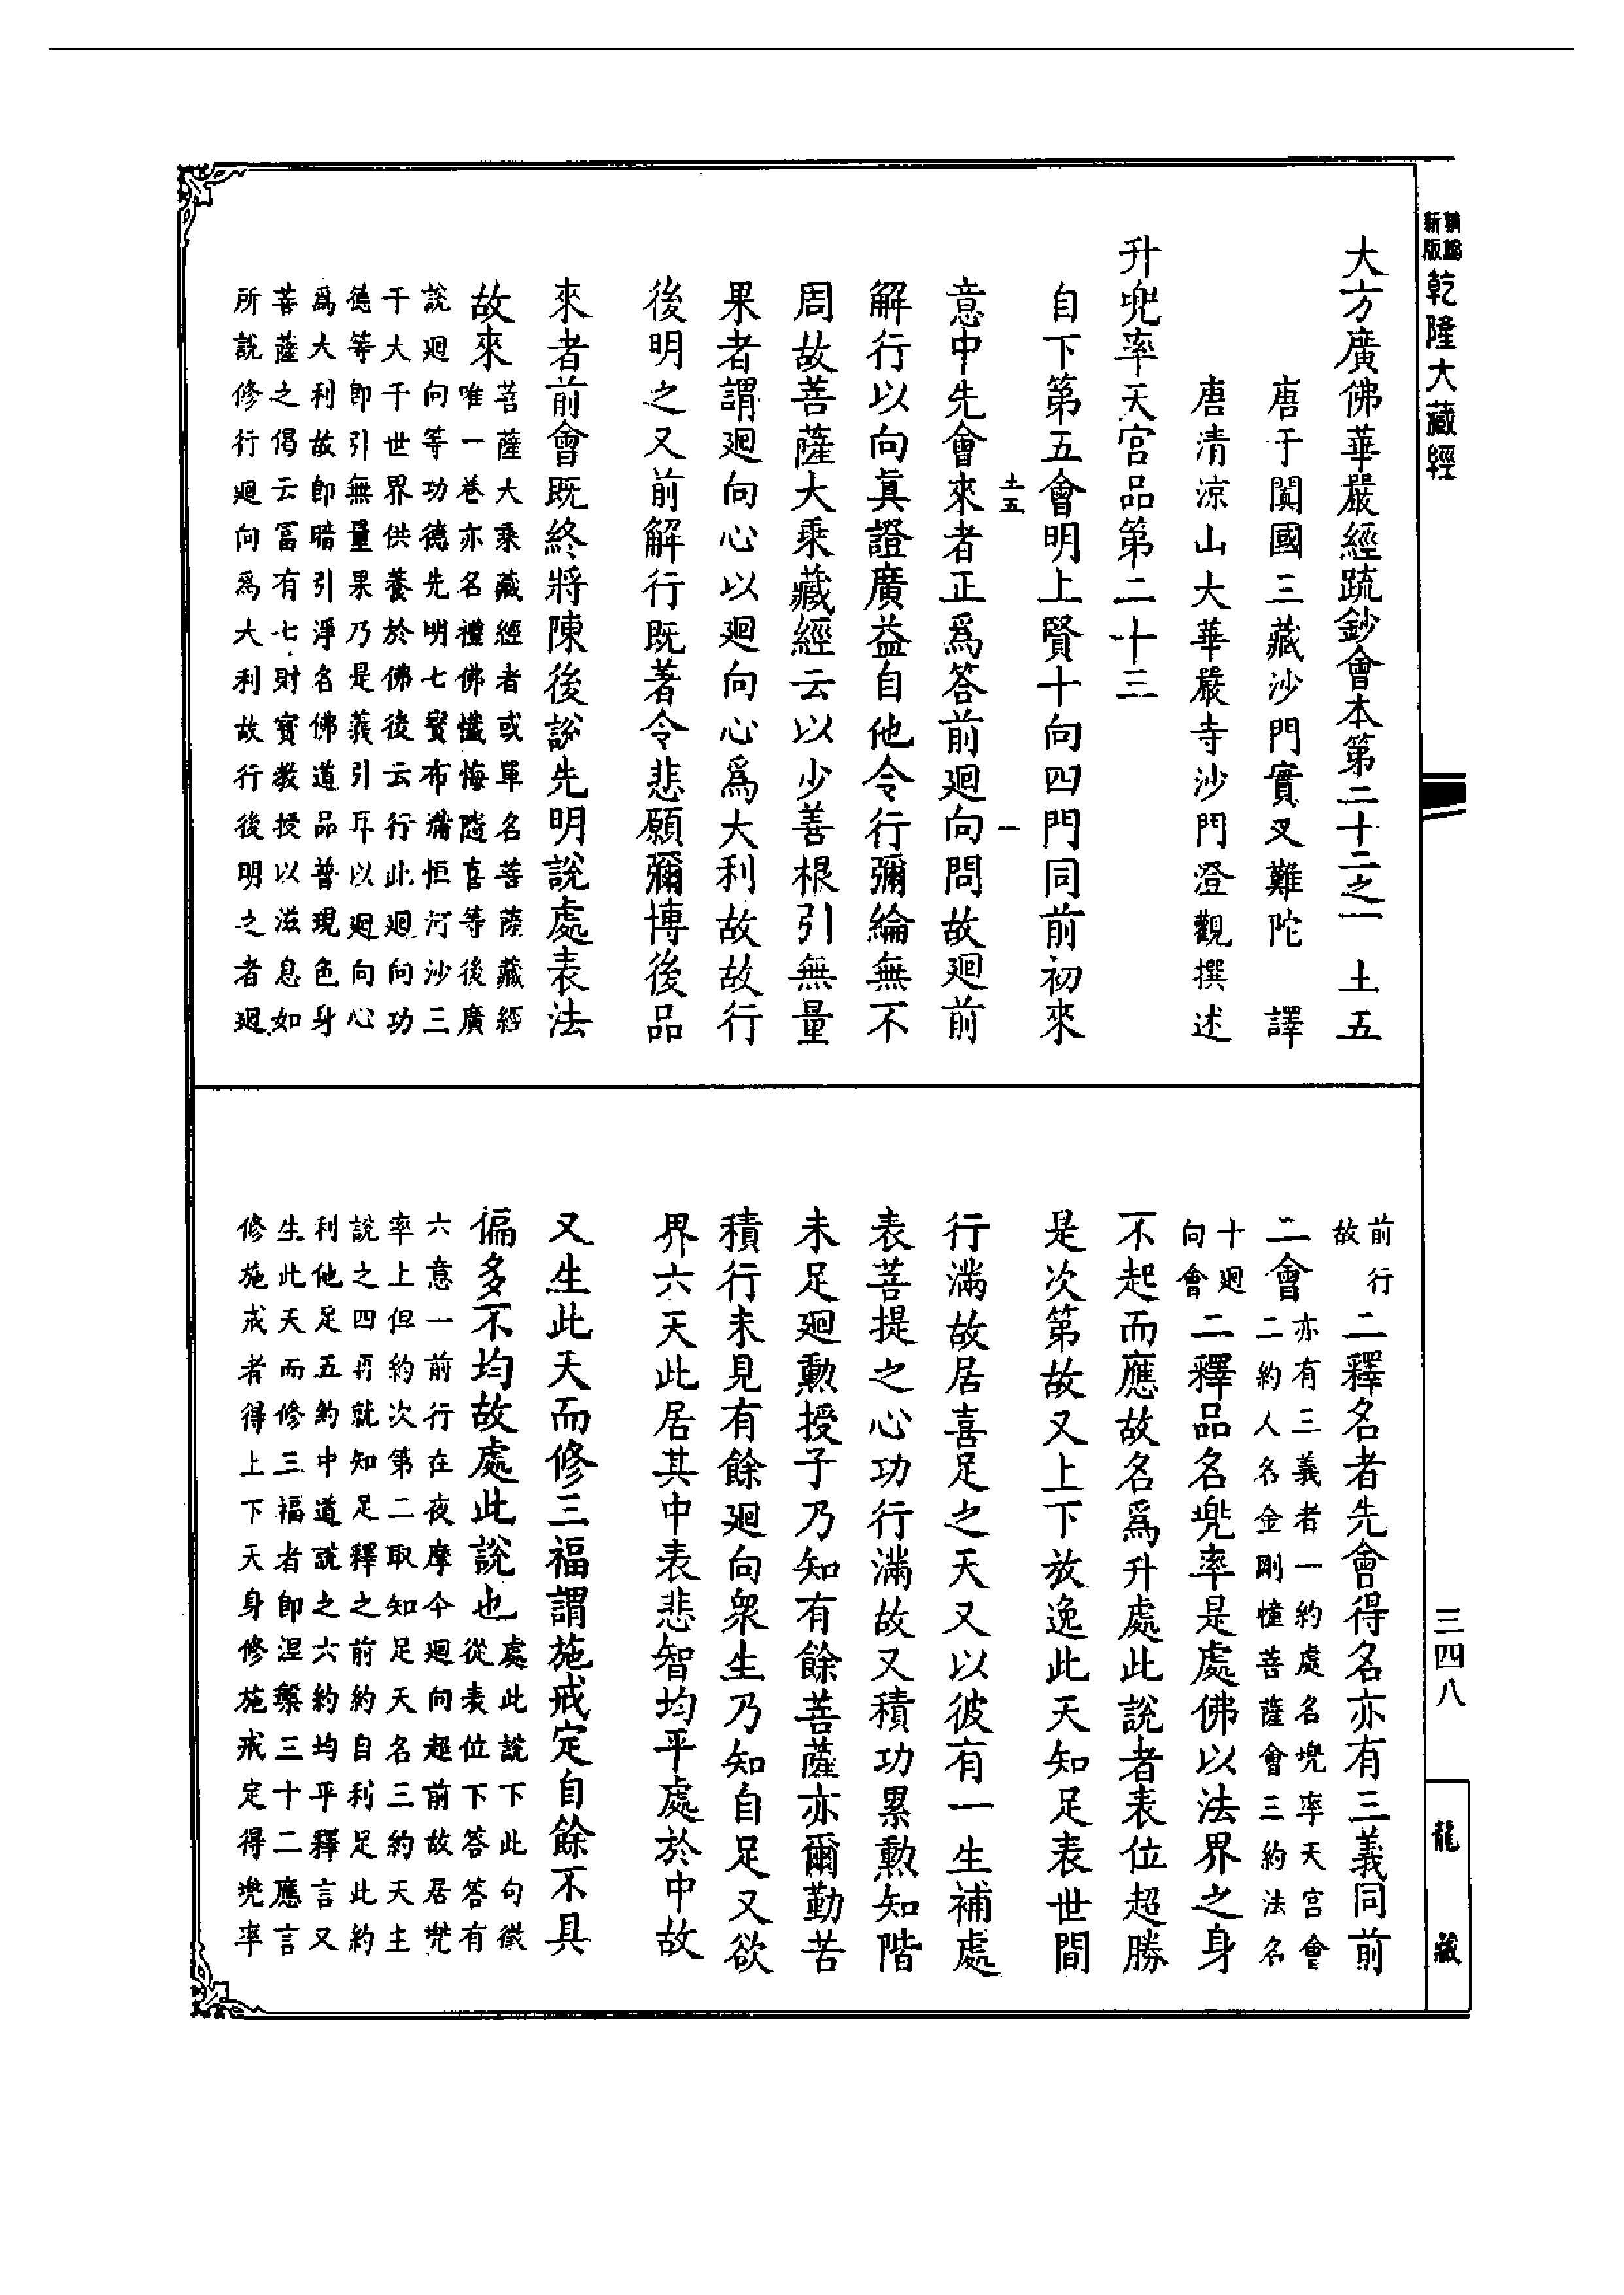 新版
乾隆大藏經
大方廣佛華嚴經疏鈔會本第二十二之一　土五
唐于闐國三藏沙門實叉難陀　譯
唐清涼山大華嚴寺沙門澄觀撰述
升兜率天宮品第二十三
自下第五會明上賢十向四門同前初來
土五　一
意中先會來者正爲答前廻向問故廻前
解行以向眞證廣益自他令行彌綸無不
周故菩薩大乘藏經云以少善根引無量
果者謂廻向心以廻向心爲大利故故行
後明之又前解行既著令悲願彌博後品
來者前會既終將陳後說先明說處表法
故來
菩薩大乘藏經者或單名菩薩藏經
唯一卷亦名禮佛懺悔隨喜等後廣
說廻向等功德先明七寶布滿恒河沙三
千大千世界供養於佛後云行此廻向功
德等即引無量果乃是義引耳以廻向心
爲大利故即暗引淨名佛道品普現色身
菩薩之偈云富有七財寶教授以滋息如
所說修行廻向爲大利故行後明之者廻
前行
故
二釋名者先會得名亦有三義同前
二會
亦有三義者一約處名兜率天宮會
二約人名金剛幢菩薩會三約法名
十廻
向會
二釋品名兜率是處佛以法界之身
不起而應故名爲升處此說者表位超勝
是次第故又上下放逸此天知足表世間
行滿故居喜足之天又以彼有一生補處
表菩提之心功行滿故又積功累勲知階
未足廻勲授子乃知有餘菩薩亦爾勤苦
積行未見有餘廻向衆生乃知自足又欲
界六天此居其中表悲智均平處於中故
又生此天而修三福謂施戒定自餘不具
偏多不均故處此說也
處此說下此句徵
從表位下答答有
六意一前行在夜摩今廻向超前故居兜
率上但約次第二取知足天名三約天主
說之四再就知足釋之前約自利足此約
利他足五約中道說之六約均平釋言又
生此天而修三福者即涅槃三十二應言
修施戒者得上下天身修施戒定得兜率
三四八
龍藏